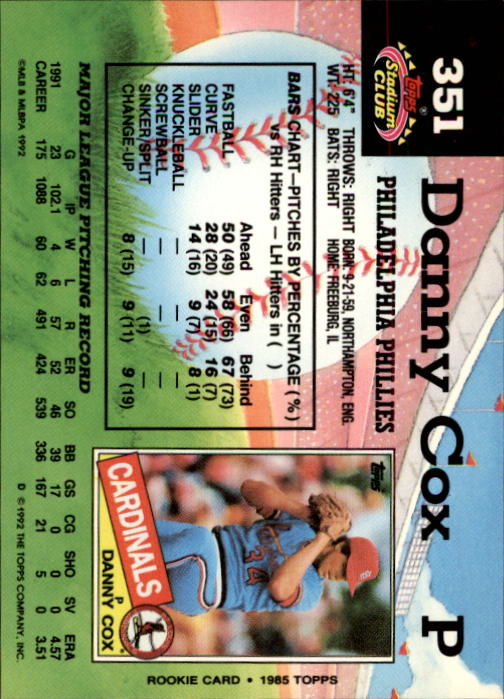 351
Topps
Stadium
CLUB
Danny Cox P
PHILADELPHIA PHILLIES
HT: 6'4" THROWS: RIGHT BORN: 9-21-59, NORTHAMPTON, ENG.
WT: 225 BATS: RIGHT HOME: FREEBURG, IL
BARS CHART—PITCHES BY PERCENTAGE (%)
vs RH Hitters — LH Hitters in ( )
Ahead Even Behind
FASTBALL 50 (49) 58 (66) 67 (73)
CURVE 28 (20) 24 (15) 16 (7)
SLIDER 14 (16) 9 (7) 8 (1)
KNUCKLEBALL — — —
SCREWBALL — — —
SINKER/SPLIT — (1) —
CHANGE-UP 8 (15) 9 (11) 9 (19)
MAJOR LEAGUE PITCHING RECORD
G IP W L R ER SO BB GS CG SHO SV ERA
1991 23 102.1 4 6 57 52 46 39 17 0 0 0 4.57
CAREER 175 1088 60 62 491 424 539 336 167 21 5 0 3.51
©MLB & MLBPA 1992
D © 1992 THE TOPPS COMPANY, INC.
Topps
CARDINALS
P
DANNY COX
34
ROOKIE CARD • 1985 TOPPS